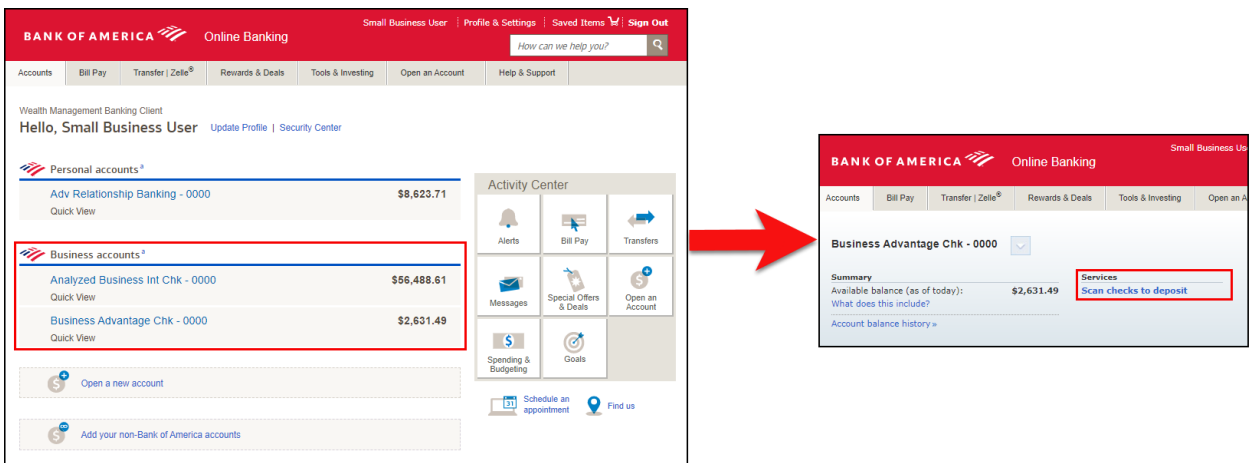 Small Business User
Profile & Settings
Saved Items
Sign Out
BANK OF AMERICA
Online Banking
How can we help you?
Accounts
Bill Pay
Transfer | Zelle®
Rewards & Deals
Tools & Investing
Open an Account
Help & Support
Wealth Management Banking Client
Hello, Small Business User
Update Profile | Security Center
Personal accounts a
Adv Relationship Banking - 0000 $8,623.71
Quick View
Business accounts a
Analyzed Business Int Chk - 0000 $56,488.61
Quick View
Business Advantage Chk - 0000 $2,631.49
Quick View
Open a new account
Add your non-Bank of America accounts
Activity Center
Alerts
Bill Pay
Transfers
Messages
Special Offers
& Deals
Open an
Account
Spending &
Budgeting
Goals
31
Schedule an
appointment
Find us
Small Business Us
BANK OF AMERICA
Online Banking
Accounts
Bill Pay
Transfer | Zelle®
Rewards & Deals
Tools & Investing
Open an A
Business Advantage Chk - 0000
Summary
Available balance (as of today): $2,631.49
What does this include?
Account balance history »
Services
Scan checks to deposit